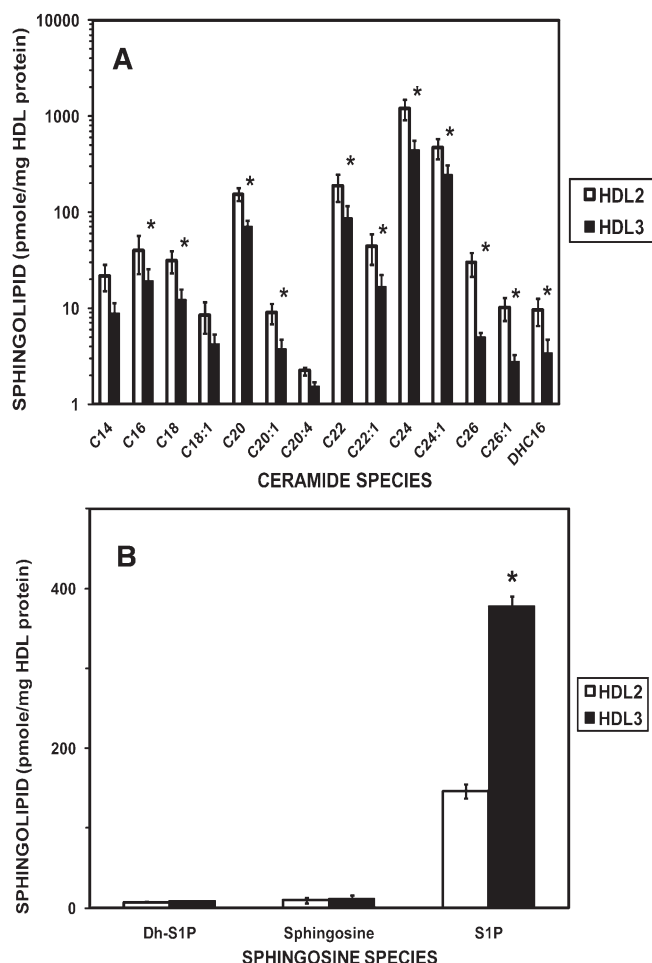 A
SPHINGOLIPID (pmole/mg HDL protein)
10000
1000
100
10
1
* * * * * * * * * * *
HDL2
HDL3
C14 C16 C18 C18:1 C20 C20:1 C20:4 C22 C22:1 C24 C24:1 C26 C26:1 DHC16
CERAMIDE SPECIES
B
SPHINGOLIPID (pmole/mg HDL protein)
400
200
0
*
HDL2
HDL3
Dh-S1P Sphingosine S1P
SPHINGOSINE SPECIES